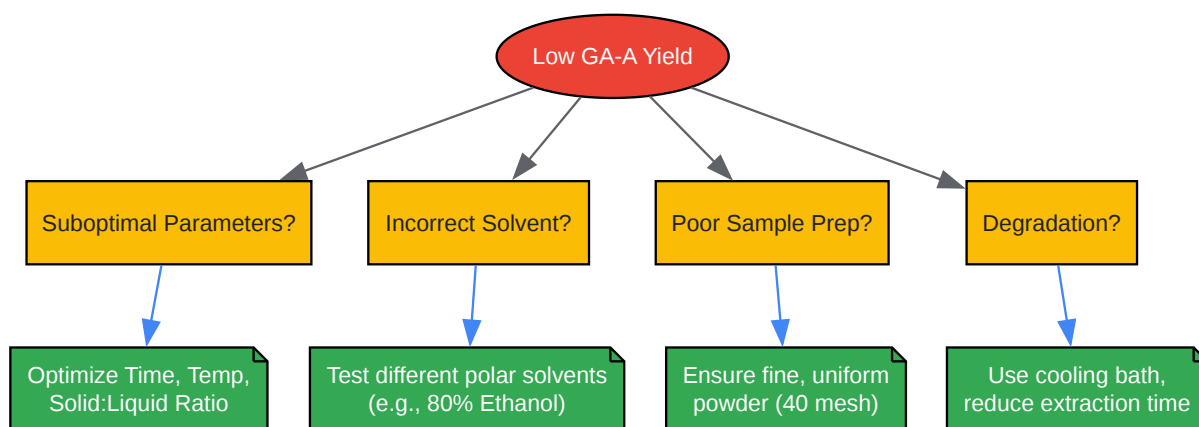 Low GA-A Yield
Suboptimal Parameters?
Incorrect Solvent?
Poor Sample Prep?
Degradation?
Optimize Time, Temp,
Solid:Liquid Ratio
Test different polar solvents
(e.g., 80% Ethanol)
Ensure fine, uniform
powder (40 mesh)
Use cooling bath,
reduce extraction time